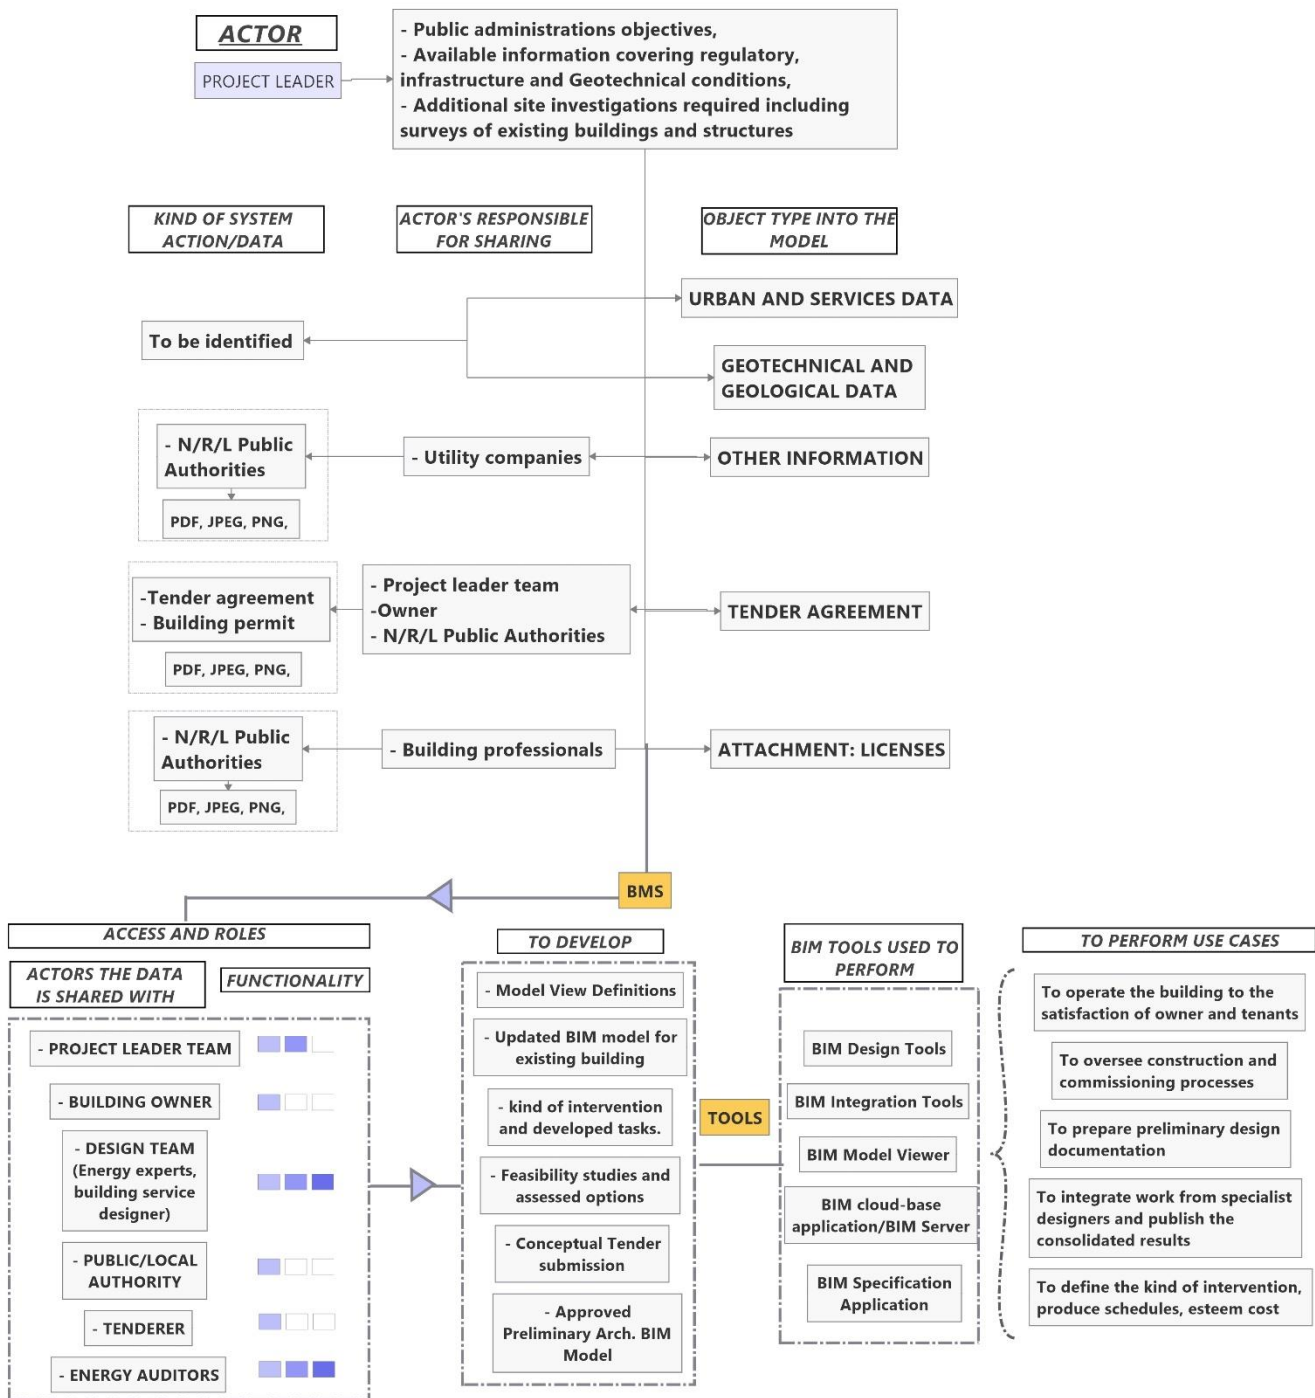 ACTOR
PROJECT LEADER
- Public administrations objectives,
- Available information covering regulatory,
infrastructure and Geotechnical conditions,
- Additional site investigations required including
surveys of existing buildings and structures
KIND OF SYSTEM
ACTION/DATA
ACTOR'S RESPONSIBLE
FOR SHARING
OBJECT TYPE INTO THE
MODEL
To be identified
URBAN AND SERVICES DATA
GEOTECHNICAL AND
GEOLOGICAL DATA
- N/R/L Public
Authorities
PDF, JPEG, PNG,
- Utility companies
OTHER INFORMATION
-Tender agreement
- Building permit
PDF, JPEG, PNG,
- Project leader team
-Owner
- N/R/L Public Authorities
TENDER AGREEMENT
- N/R/L Public
Authorities
PDF, JPEG, PNG,
- Building professionals
ATTACHMENT: LICENSES
BMS
ACCESS AND ROLES
ACTORS THE DATA
IS SHARED WITH
FUNCTIONALITY
- PROJECT LEADER TEAM
- BUILDING OWNER
- DESIGN TEAM
(Energy experts,
building service
designer)
- PUBLIC/LOCAL
AUTHORITY
- TENDERER
- ENERGY AUDITORS
TO DEVELOP
- Model View Definitions
- Updated BIM model for
existing building
- kind of intervention
and developed tasks.
- Feasibility studies and
assessed options
- Conceptual Tender
submission
- Approved
Preliminary Arch. BIM
Model
TOOLS
BIM TOOLS USED TO
PERFORM
BIM Design Tools
BIM Integration Tools
BIM Model Viewer
BIM cloud-base
application/BIM Server
BIM Specification
Application
TO PERFORM USE CASES
To operate the building to the
satisfaction of owner and tenants
To oversee construction and
commissioning processes
To prepare preliminary design
documentation
To integrate work from specialist
designers and publish the
consolidated results
To define the kind of intervention,
produce schedules, esteem cost